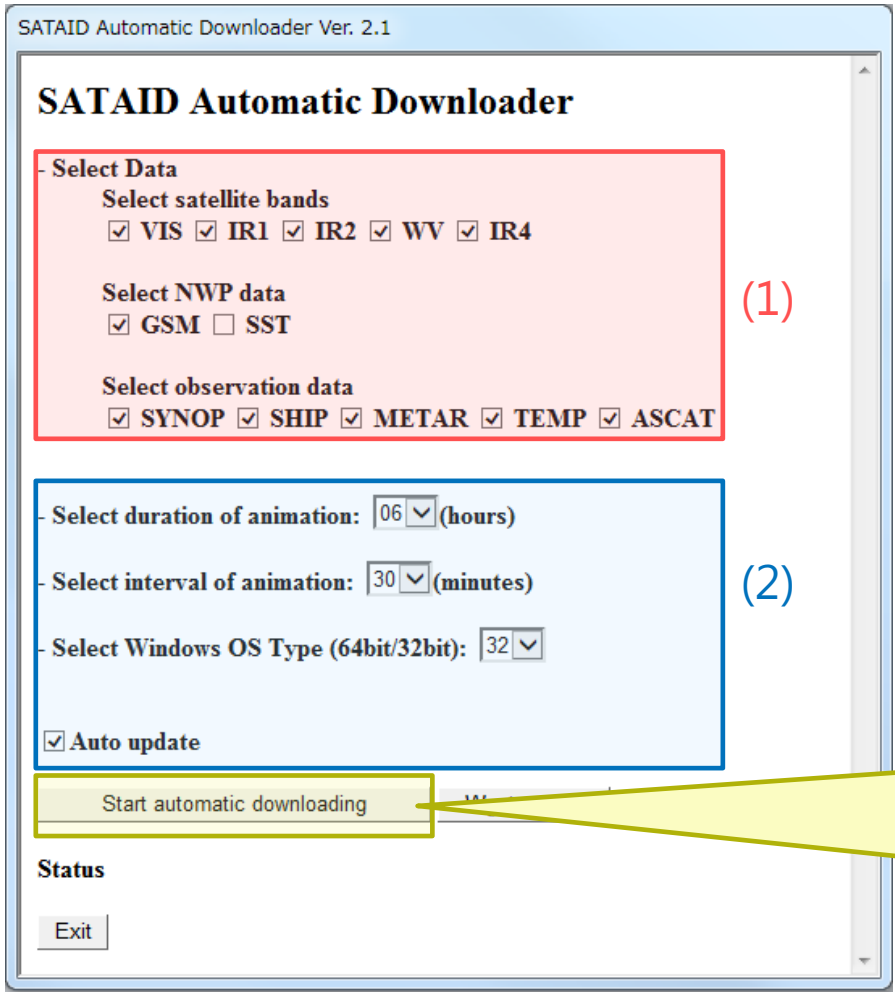 SATAID Automatic Downloader Ver. 2.1
SATAID Automatic Downloader
- Select Data
Select satellite bands
VIS IR1 IR2 WV IR4
Select NWP data
(1)
GSM SST
Select observation data
SYNOP SHIP METAR TEMP ASCAT
- Select duration of animation: 06 (hours)
- Select interval of animation: 30 (minutes)
(2)
- Select Windows OS Type (64bit/32bit): 32
Auto update
Start automatic downloading
Status
Exit